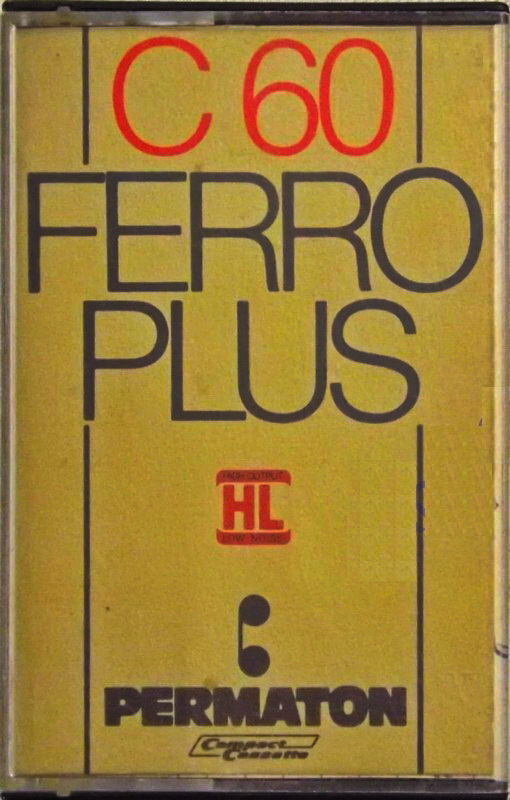 C 60
FERRO
PLUS
HIGH OUTPUT
HL
LOW NOISE
PERMATON
Compact
Cassette